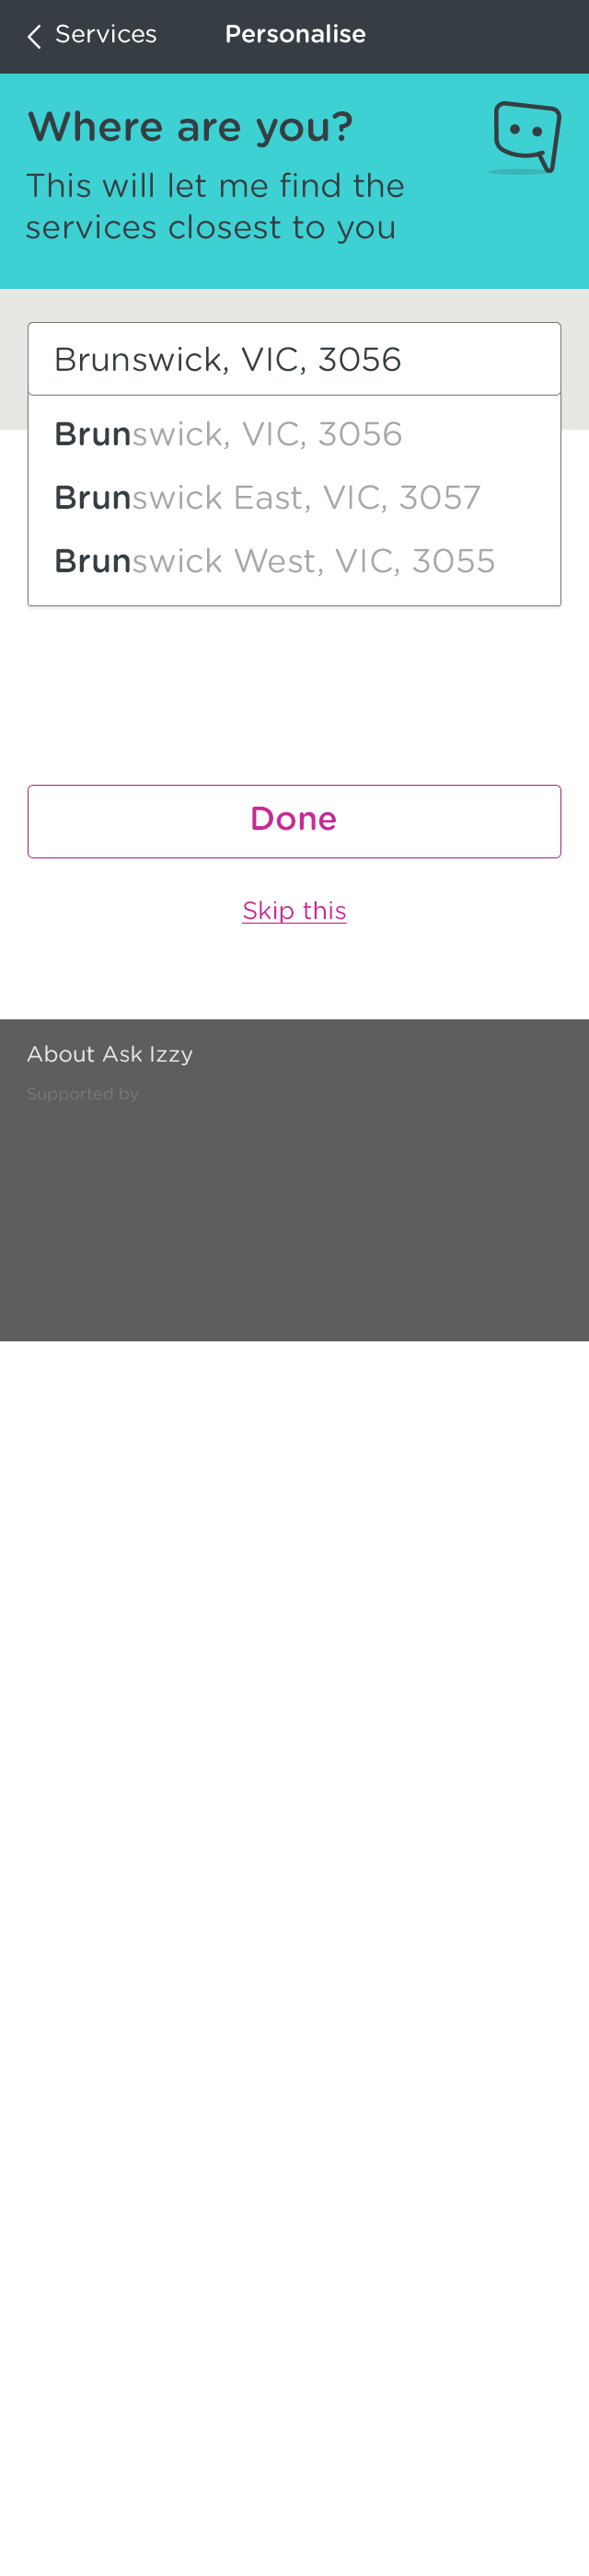 Services
Personalise
Where are you?
This will let me find the
services closest to you
Brunswick, VIC, 3056
Brunswick, VIC, 3056
Brunswick East, VIC, 3057
Brunswick West, VIC, 3055
Done
Skip this
About Ask Izzy
Supported by